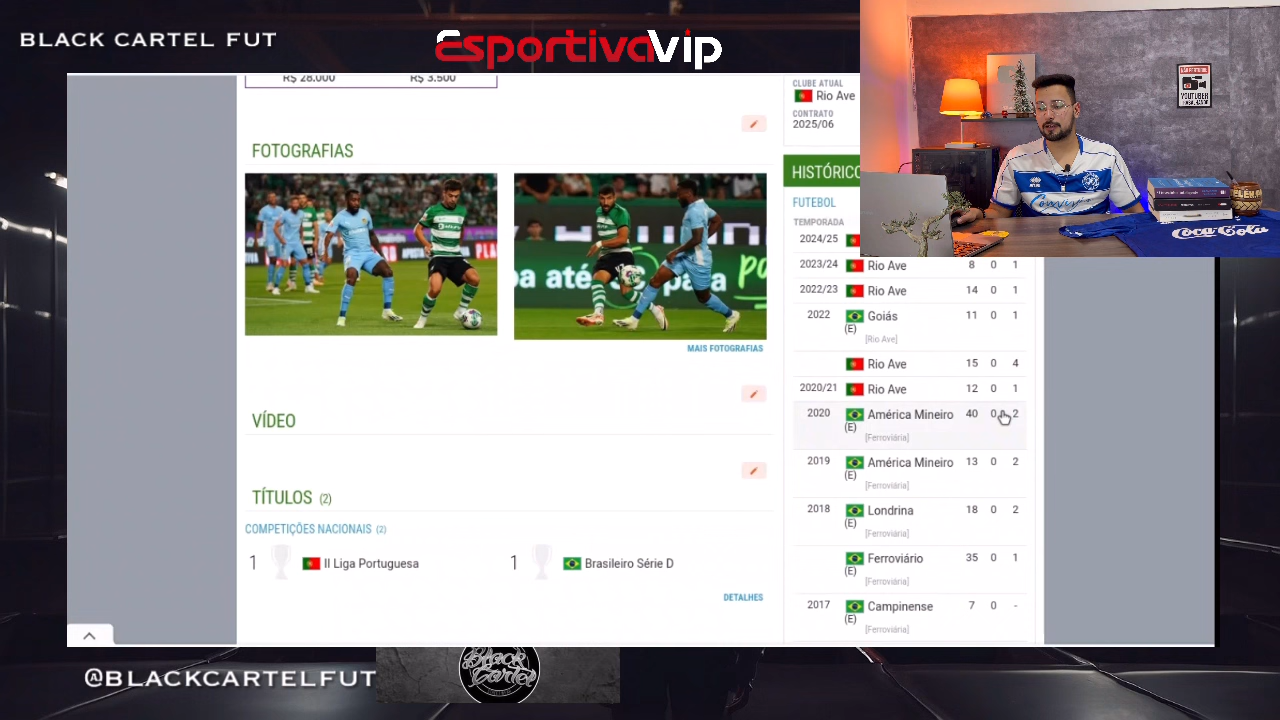 BLACK CARTEL FUT
EsportivaVip
R$ 28.000 R$ 3.500
FOTOGRAFIAS
MAIS FOTOGRAFIAS
VÍDEO
TÍTULOS (2)
COMPETIÇÕES NACIONAIS (2)
1 II Liga Portuguesa
1 Brasileiro Série D
DETALHES
CLUBE ATUAL
Rio Ave
CONTRATO
2025/06
HISTÓRICO
FUTEBOL
TEMPORADA
2024/25
2023/24 Rio Ave 8 0 1
2022/23 Rio Ave 14 0 1
2022 Goiás 11 0 1
(E)
[Rio Ave]
Rio Ave 15 0 4
2020/21 Rio Ave 12 0 1
2020 América Mineiro 40 0 2
(E)
[Ferroviária]
2019 América Mineiro 13 0 2
(E)
[Ferroviária]
2018 Londrina 18 0 2
(E)
[Ferroviária]
Ferroviário 35 0 1
(E)
[Ferroviária]
2017 Campinense 7 0 -
(E)
[Ferroviária]
YOUTUBER
Coca-Cola
@BLACKCARTELFUT
Black Cartel